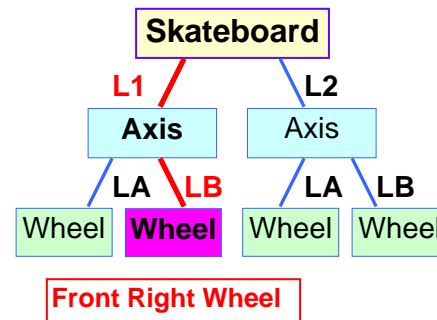 Skateboard
L1 L2
Axis Axis
LA LB LA LB
Wheel Wheel Wheel Wheel
Front Right Wheel